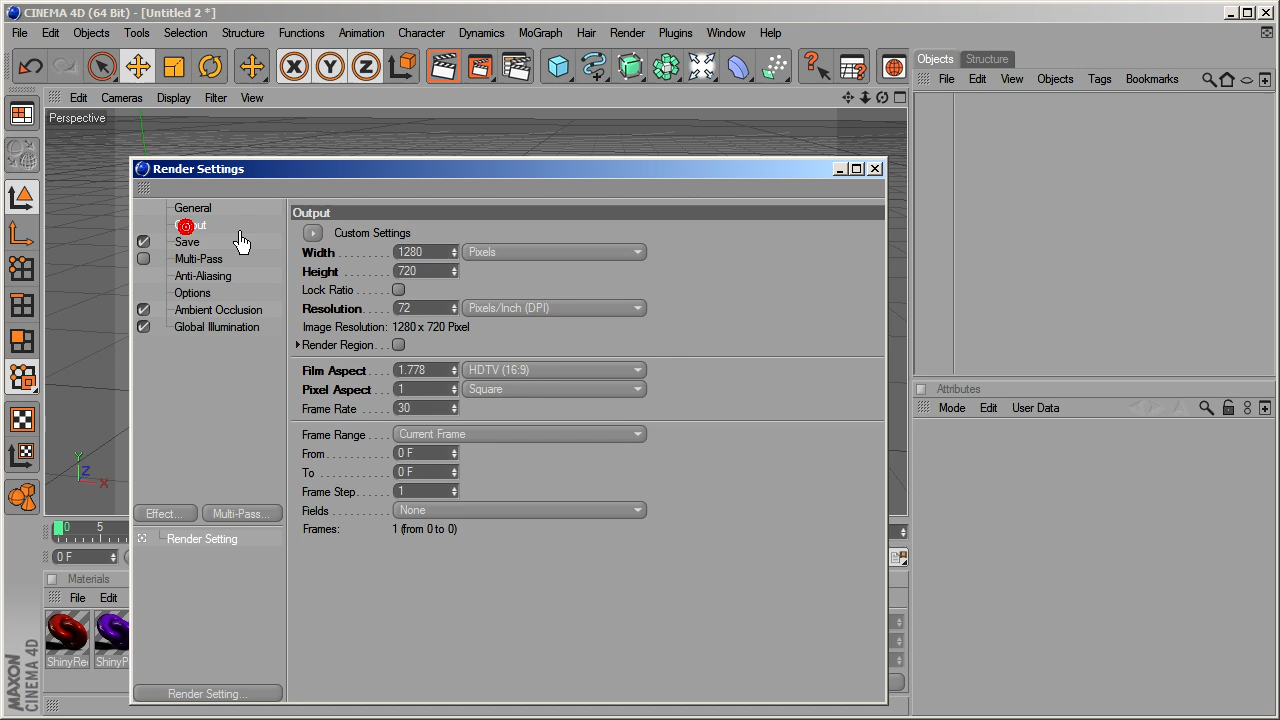 CINEMA 4D (64 Bit) - [Untitled 2 *]
File Edit Objects Tools Selection Structure Functions Animation Character Dynamics MoGraph Hair Render Plugins Window Help
X Y Z
Objects Structure
File Edit View Objects Tags Bookmarks
Edit Cameras Display Filter View
Perspective
Render Settings
General
Output
Save
Multi-Pass
Anti-Aliasing
Options
Ambient Occlusion
Global Illumination
Effect... Multi-Pass...
Render Setting
Render Setting...
Output
Custom Settings
Width 1280 Pixels
Height 720
Lock Ratio
Resolution 72 Pixels/Inch (DPI)
Image Resolution: 1280 x 720 Pixel
Render Region
Film Aspect 1.778 HDTV (16:9)
Pixel Aspect 1 Square
Frame Rate 30
Frame Range Current Frame
From 0 F
To 0 F
Frame Step 1
Fields None
Frames: 1 (from 0 to 0)
Attributes
Mode Edit User Data
Y Z X
0 5
0 F
Materials
File Edit
ShinyRe ShinyP
MAXON
CINEMA 4D